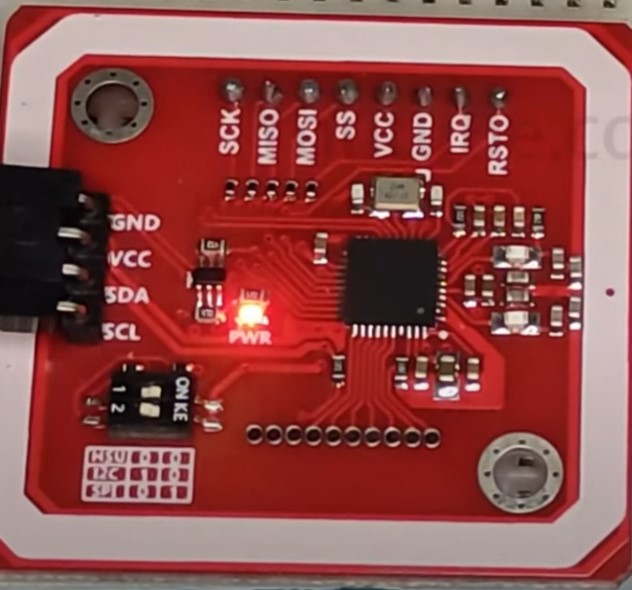 SCK MISO MOSI SS VCC GND IRQ RSTO
GND
VCC
SDA
SCL
PWR
ON KE
1 2
HSU 0 0
I2C 1 0
SPI 0 1